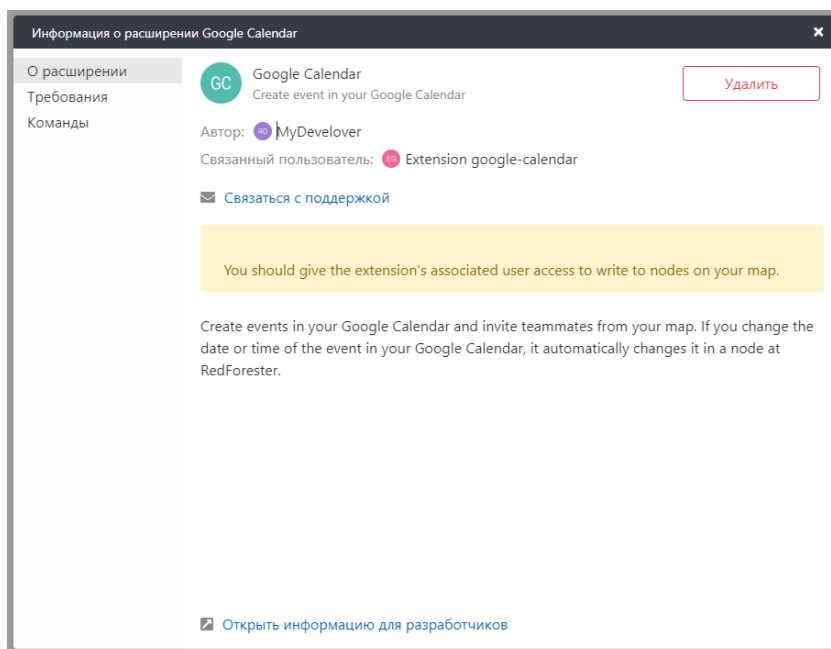 Информация о расширении Google Calendar
О расширении
Требования
Команды
GC
Google Calendar
Create event in your Google Calendar
Удалить
Автор: RD MyDevelover
Связанный пользователь: EG Extension google-calendar
Связаться с поддержкой
You should give the extension's associated user access to write to nodes on your map.
Create events in your Google Calendar and invite teammates from your map. If you change the
date or time of the event in your Google Calendar, it automatically changes it in a node at
RedForester.
Открыть информацию для разработчиков